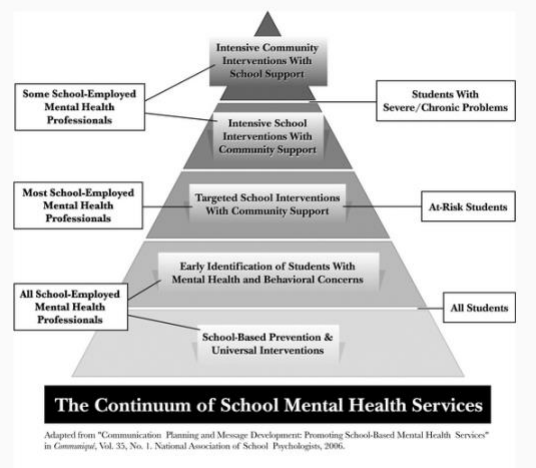 Intensive Community
Interventions With
School Support
Some School-Employed
Mental Health
Professionals
Students With
Severe/Chronic Problems
Intensive School
Interventions With
Community Support
Most School-Employed
Mental Health
Professionals
Targeted School Interventions
With Community Support
At-Risk Students
Early Identification of Students With
Mental Health and Behavioral Concerns
All School-Employed
Mental Health
Professionals
All Students
School-Based Prevention &
Universal Interventions
The Continuum of School Mental Health Services
Adapted from "Communication Planning and Message Development: Promoting School-Based Mental Health Services"
in Communiqué, Vol. 35, No. 1. National Association of School Psychologists, 2006.